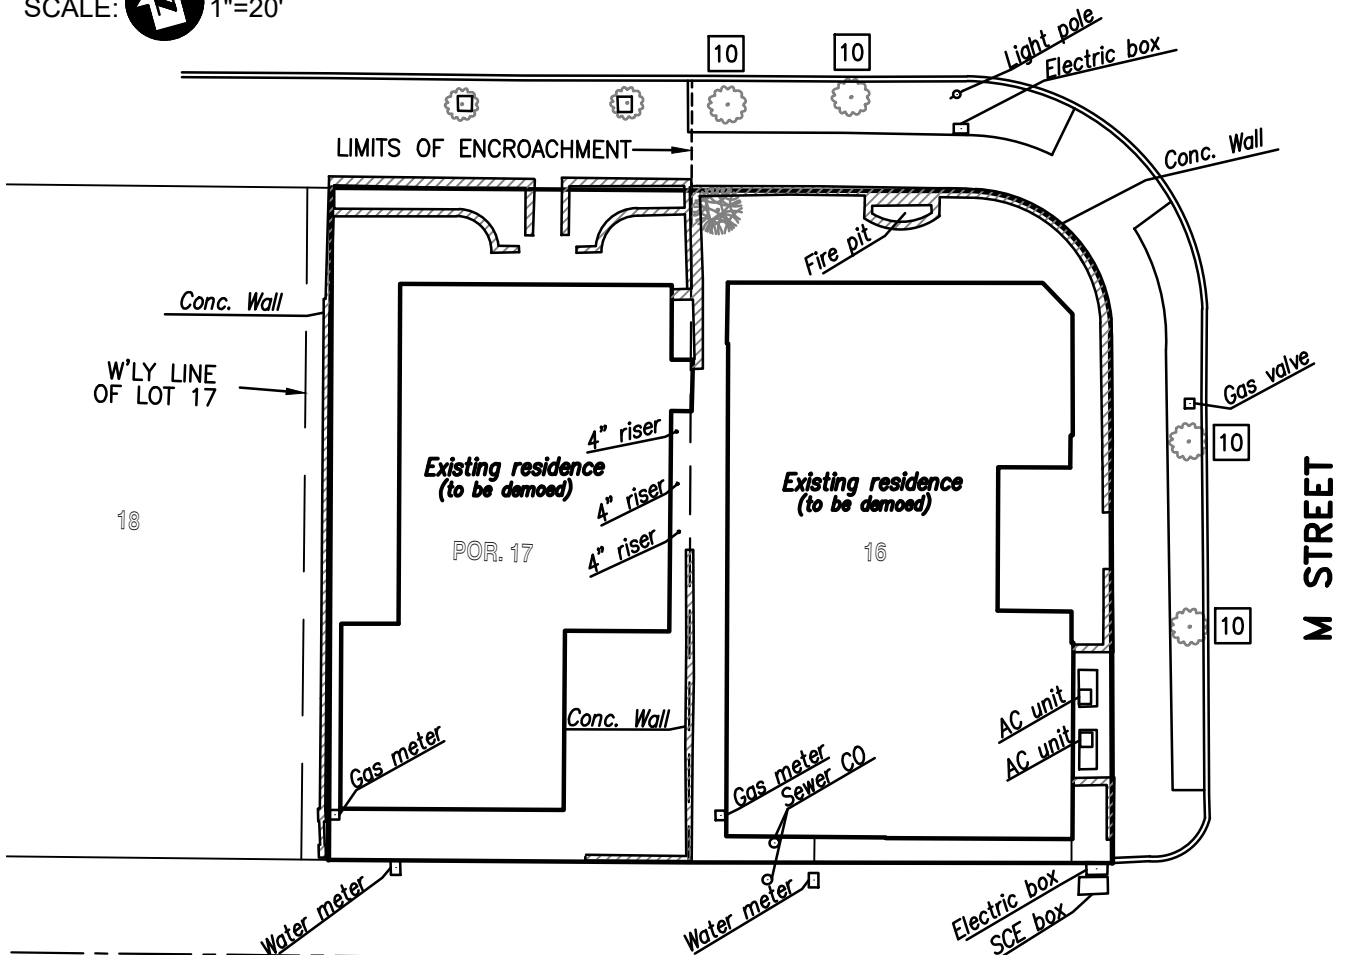 SCALE:
1"=20'
10
10
Light pole
Electric box
LIMITS OF ENCROACHMENT
Conc. Wall
Fire pit
Conc. Wall
W'LY LINE
OF LOT 17
Gas valve
4" riser
10
Existing residence
(to be demoed)
Existing residence
(to be demoed)
4" riser
18
4" riser
POR. 17
16
M STREET
10
AC unit
Conc. Wall
AC unit
Gas meter
Gas meter
Sewer CO
Water meter
Water meter
Electric box
SCE box